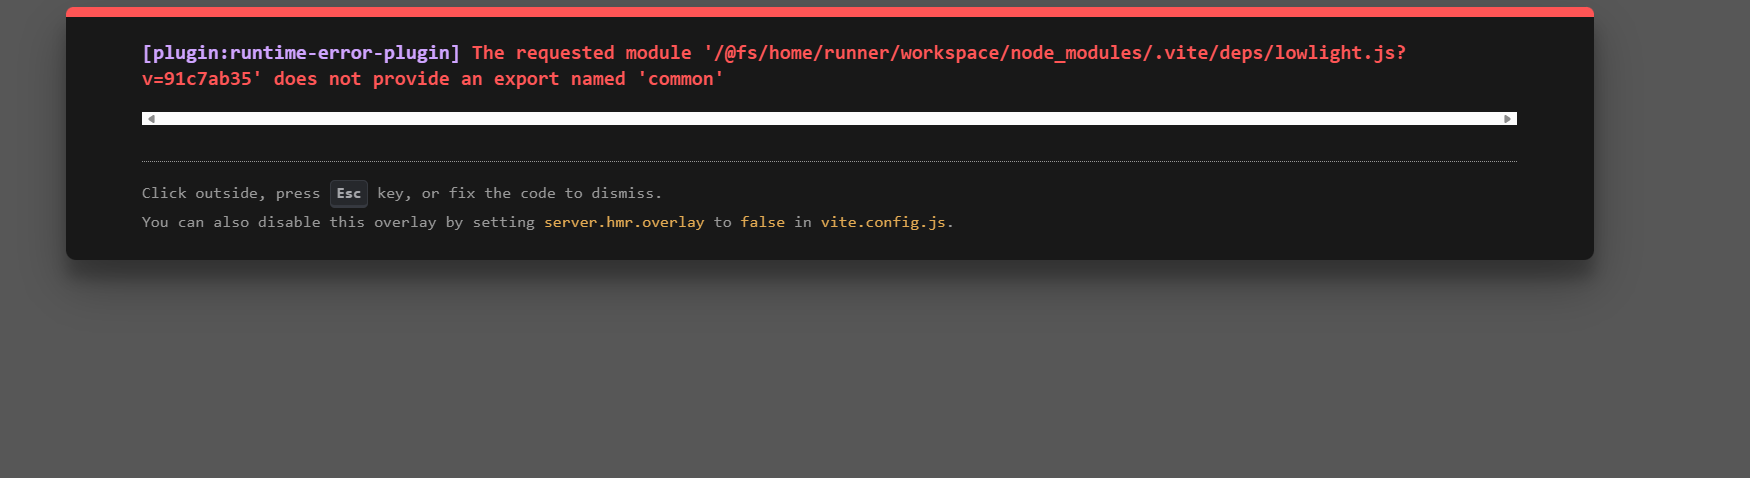 [plugin:runtime-error-plugin] The requested module '/@fs/home/runner/workspace/node_modules/.vite/deps/lowlight.js?
v=91c7ab35' does not provide an export named 'common'
Click outside, press Esc key, or fix the code to dismiss.
You can also disable this overlay by setting server.hmr.overlay to false in vite.config.js.